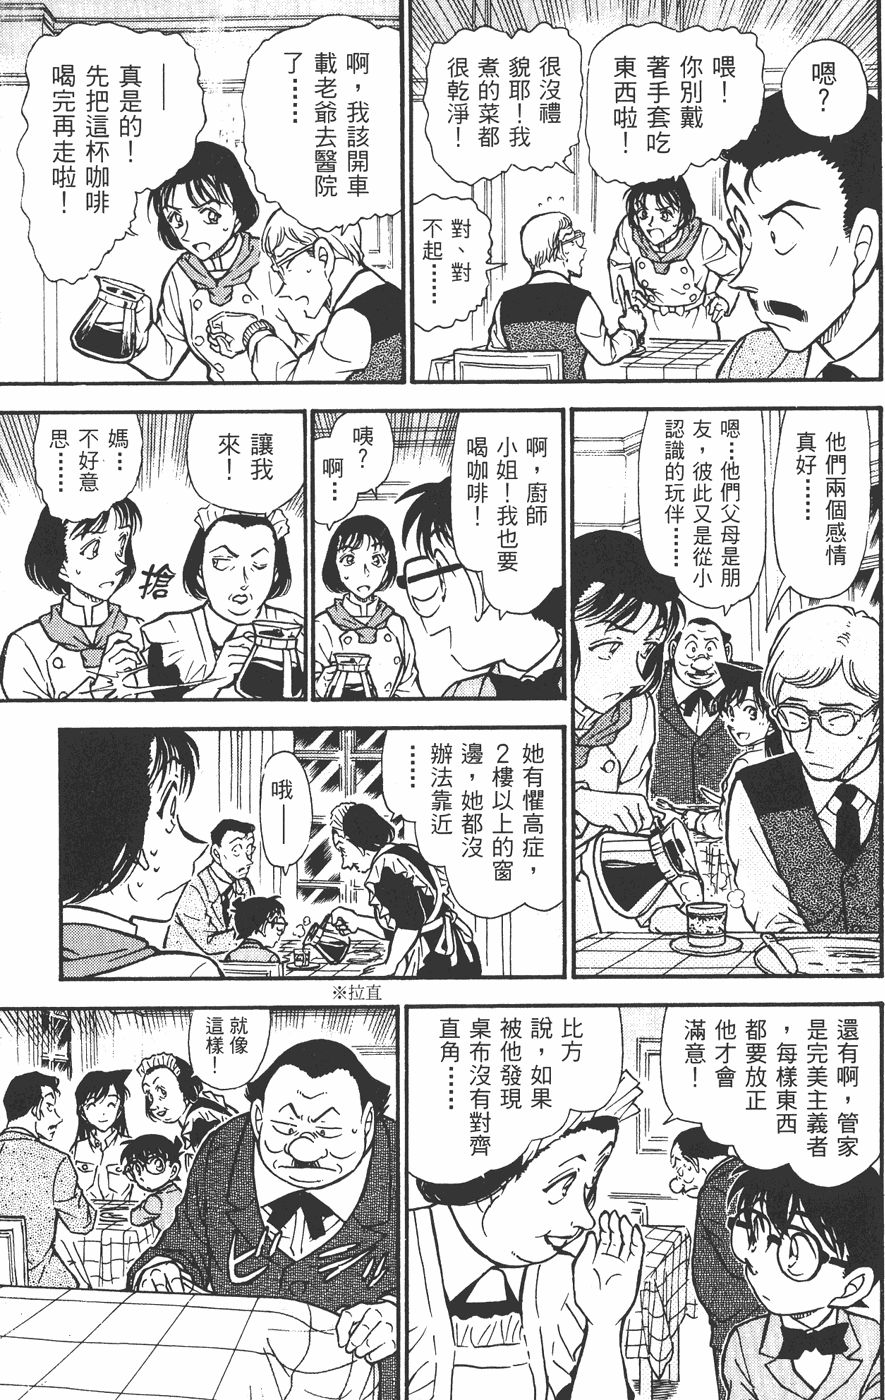 嗯？
喂！
你別戴
著手套吃
東西啦！
很沒禮
貌耶！我
煮的菜都
很乾淨！
對、對
不起……
啊，我該開車
載老爺去醫院
了……
——
真是的！
先把這杯咖啡
喝完再走啦！
他們兩個感情
真好……
嗯…他們父母是朋
友，彼此又是從小
認識的玩伴……
啊，廚師
小姐！我也要
喝咖啡！
咦？
啊…
讓我
來！
搶
媽…
不好意
思……
她有懼高症，
２樓以上的窗
邊，她都沒
辦法靠近
……
哦——
※拉直
還有啊，管家
是完美主義者
，每樣東西
都要放正
他才會
滿意！
比方
說，如果
被他發現
桌布沒有對齊
直角……
就像
這樣！